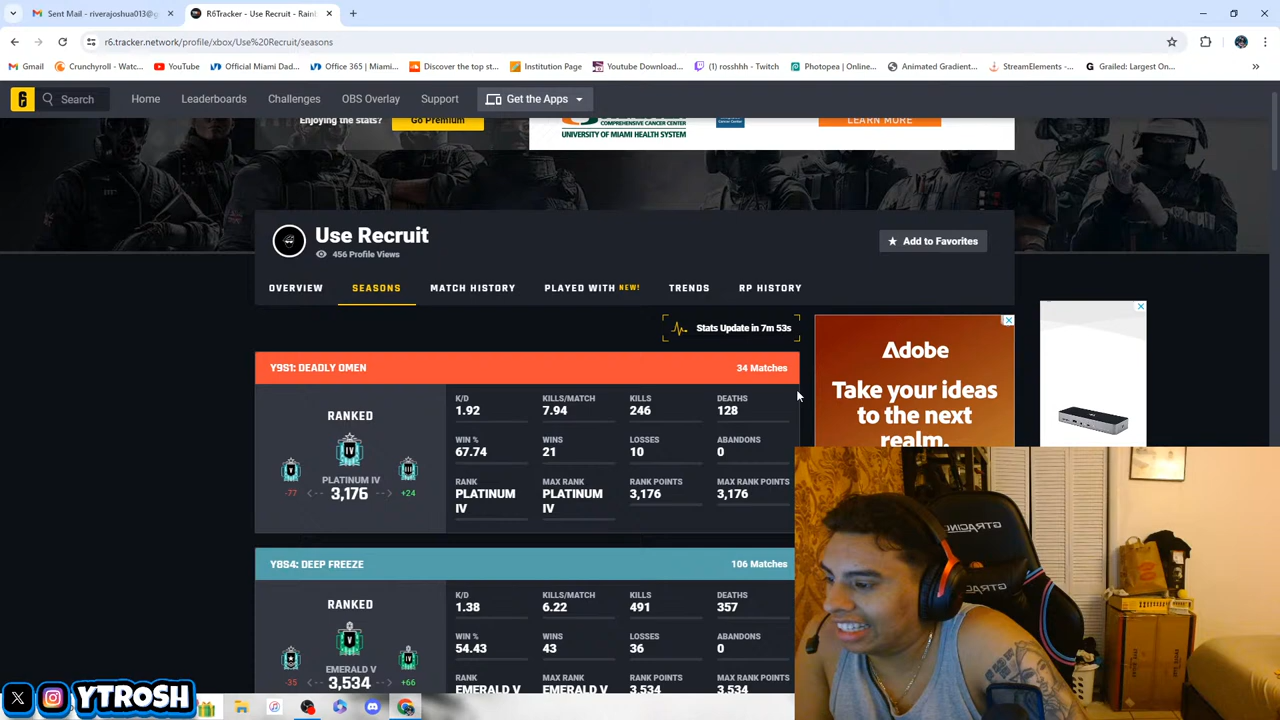 Sent Mail - riverajoshua013@g
R6Tracker - Use Recruit - Rain
r6.tracker.network/profile/xbox/Use%20Recruit/seasons
Gmail
Crunchyroll - Watc...
YouTube
Official Miami Dad...
Office 365 | Miami...
Discover the top st...
Institution Page
Youtube Download...
(1) rosshhh - Twitch
Photopea | Online...
Animated Gradient...
StreamElements -...
Grailed: Largest On...
Search
Home
Leaderboards
Challenges
OBS Overlay
Support
Get the Apps
Enjoying the stats?
Go Premium
COMPREHENSIVE CANCER CENTER
UNIVERSITY OF MIAMI HEALTH SYSTEM
LEARN MORE
Use Recruit
456 Profile Views
Add to Favorites
OVERVIEW
SEASONS
MATCH HISTORY
PLAYED WITH NEW!
TRENDS
RP HISTORY
Stats Update in 7m 53s
Y9S1: DEADLY OMEN
34 Matches
RANKED
PLATINUM IV
-77
3,176
+24
K/D
KILLS/MATCH
KILLS
DEATHS
1.92
7.94
246
128
WIN %
WINS
LOSSES
ABANDONS
67.74
21
10
0
RANK
MAX RANK
RANK POINTS
MAX RANK POINTS
PLATINUM IV
PLATINUM IV
3,176
3,176
Adobe
Take your ideas
to the next
realm.
Y8S4: DEEP FREEZE
106 Matches
RANKED
EMERALD V
-35
3,534
+66
K/D
KILLS/MATCH
KILLS
DEATHS
1.38
6.22
491
357
WIN %
WINS
LOSSES
ABANDONS
54.43
43
36
0
RANK
MAX RANK
RANK POINTS
MAX RANK POINTS
EMERALD V
EMERALD V
3,534
3,534
GTRACING
YTROSH